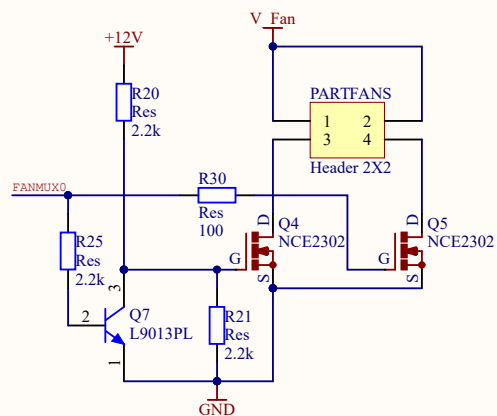 V_Fan
+12V
R20
Res
2.2k
PARTFANS
1 2
3 4
Header 2X2
FANMUX0
R30
Res
100
R25
Res
2.2k
D
Q4
NCE2302
G
S
D
Q5
NCE2302
G
S
3
2
Q7
L9013PL
1
R21
Res
2.2k
GND